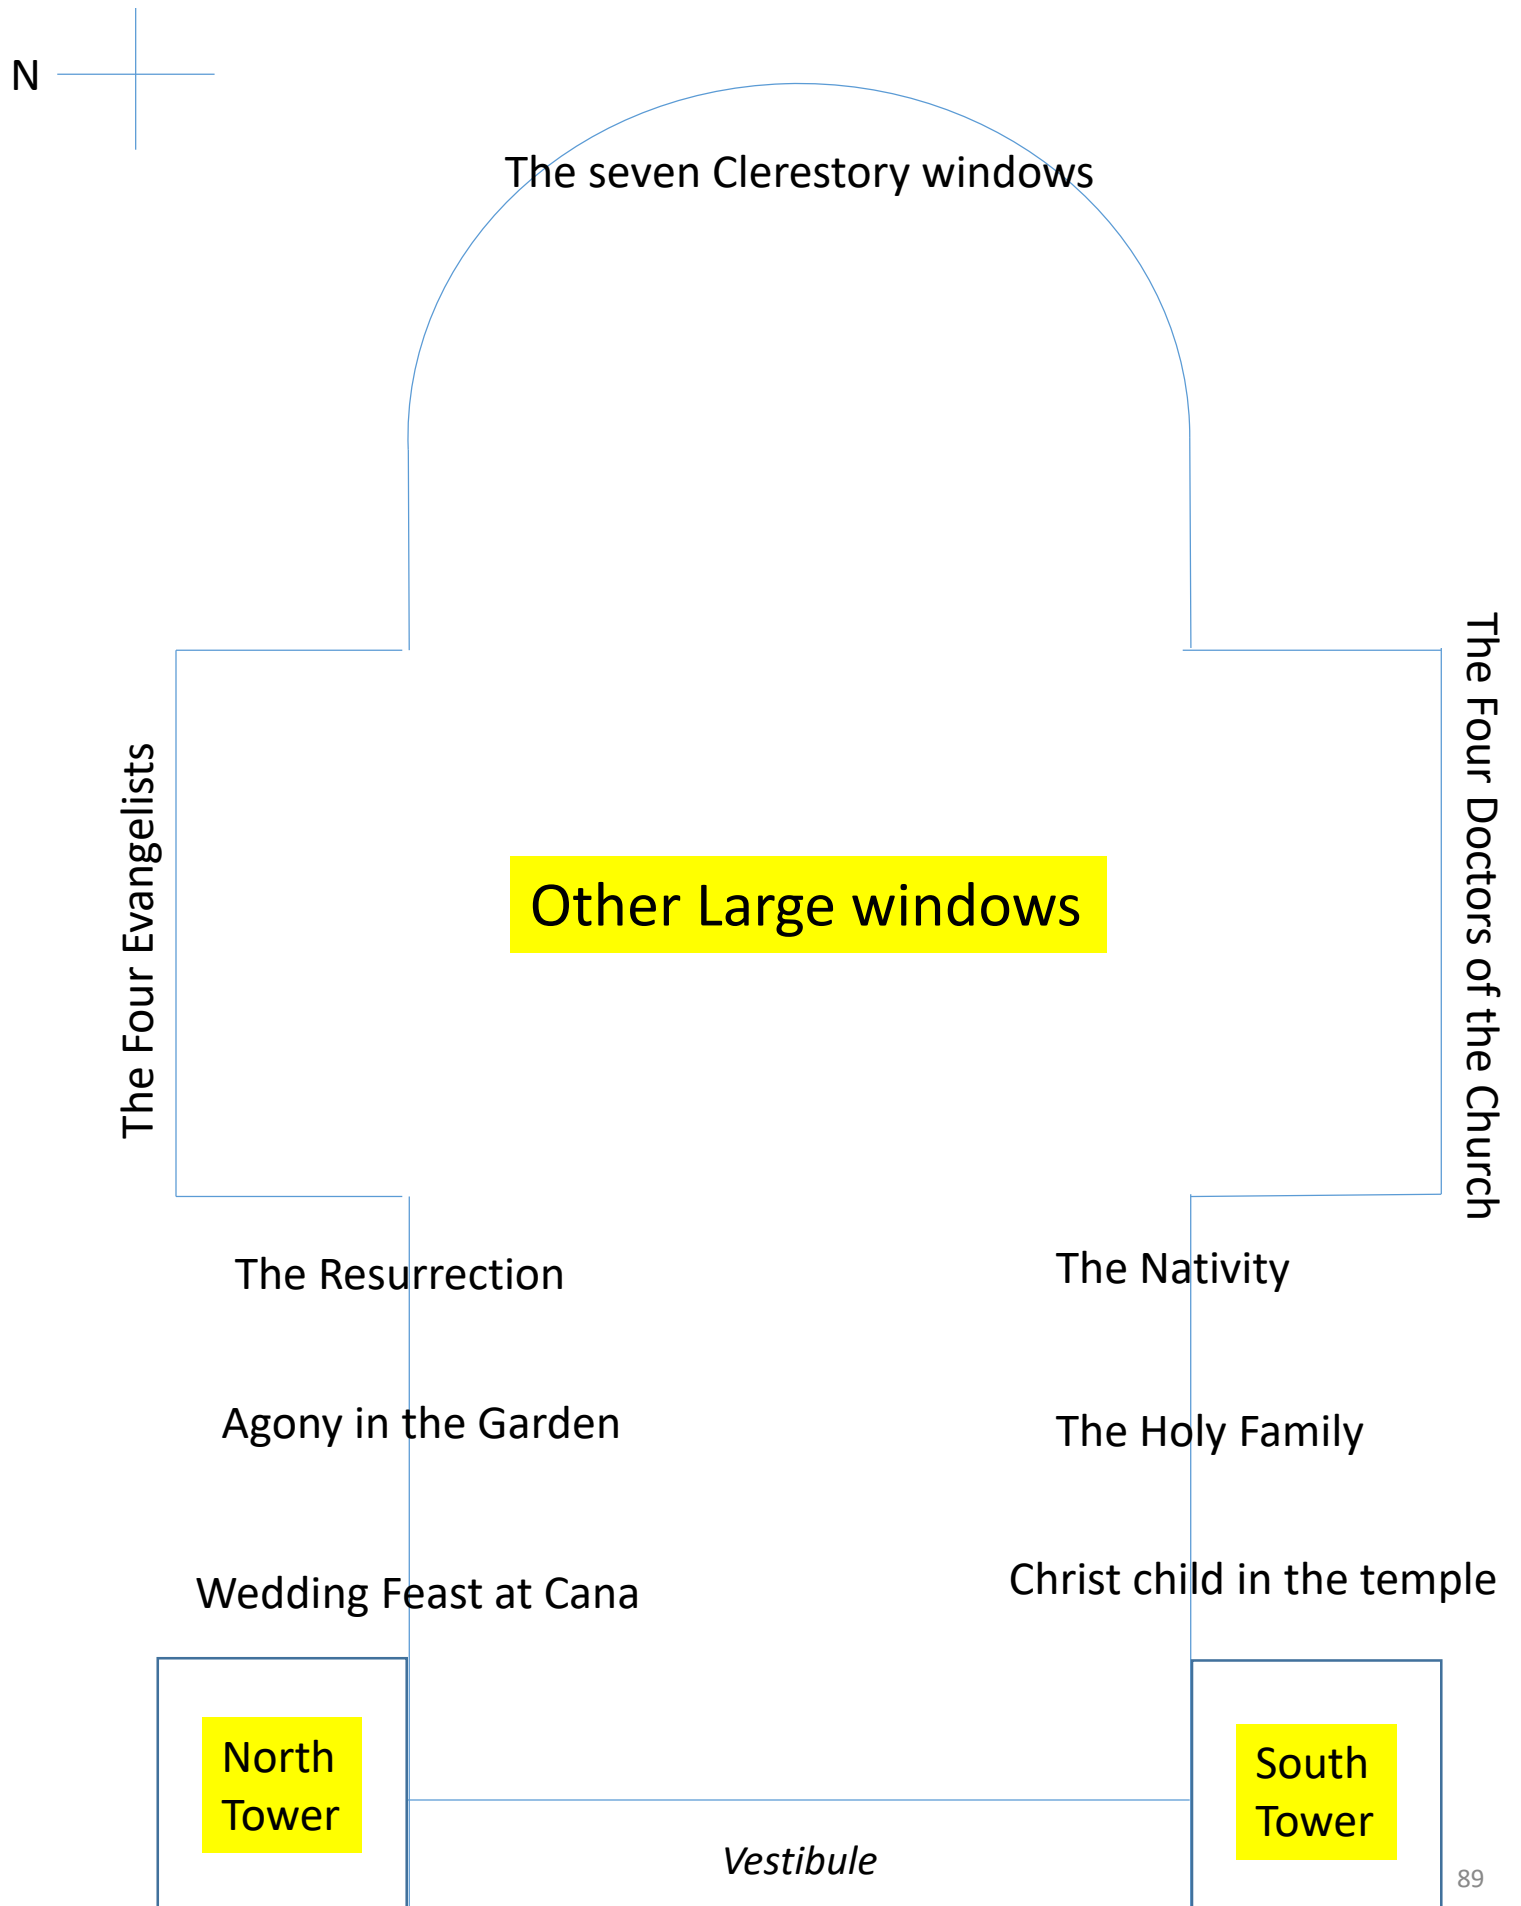 N
The seven Clerestory windows
The Four Evangelists
Other Large windows
The Four Doctors of the Church
The Resurrection
The Nativity
Agony in the Garden
The Holy Family
Wedding Feast at Cana
Christ child in the temple
North
Tower
South
Tower
Vestibule
89